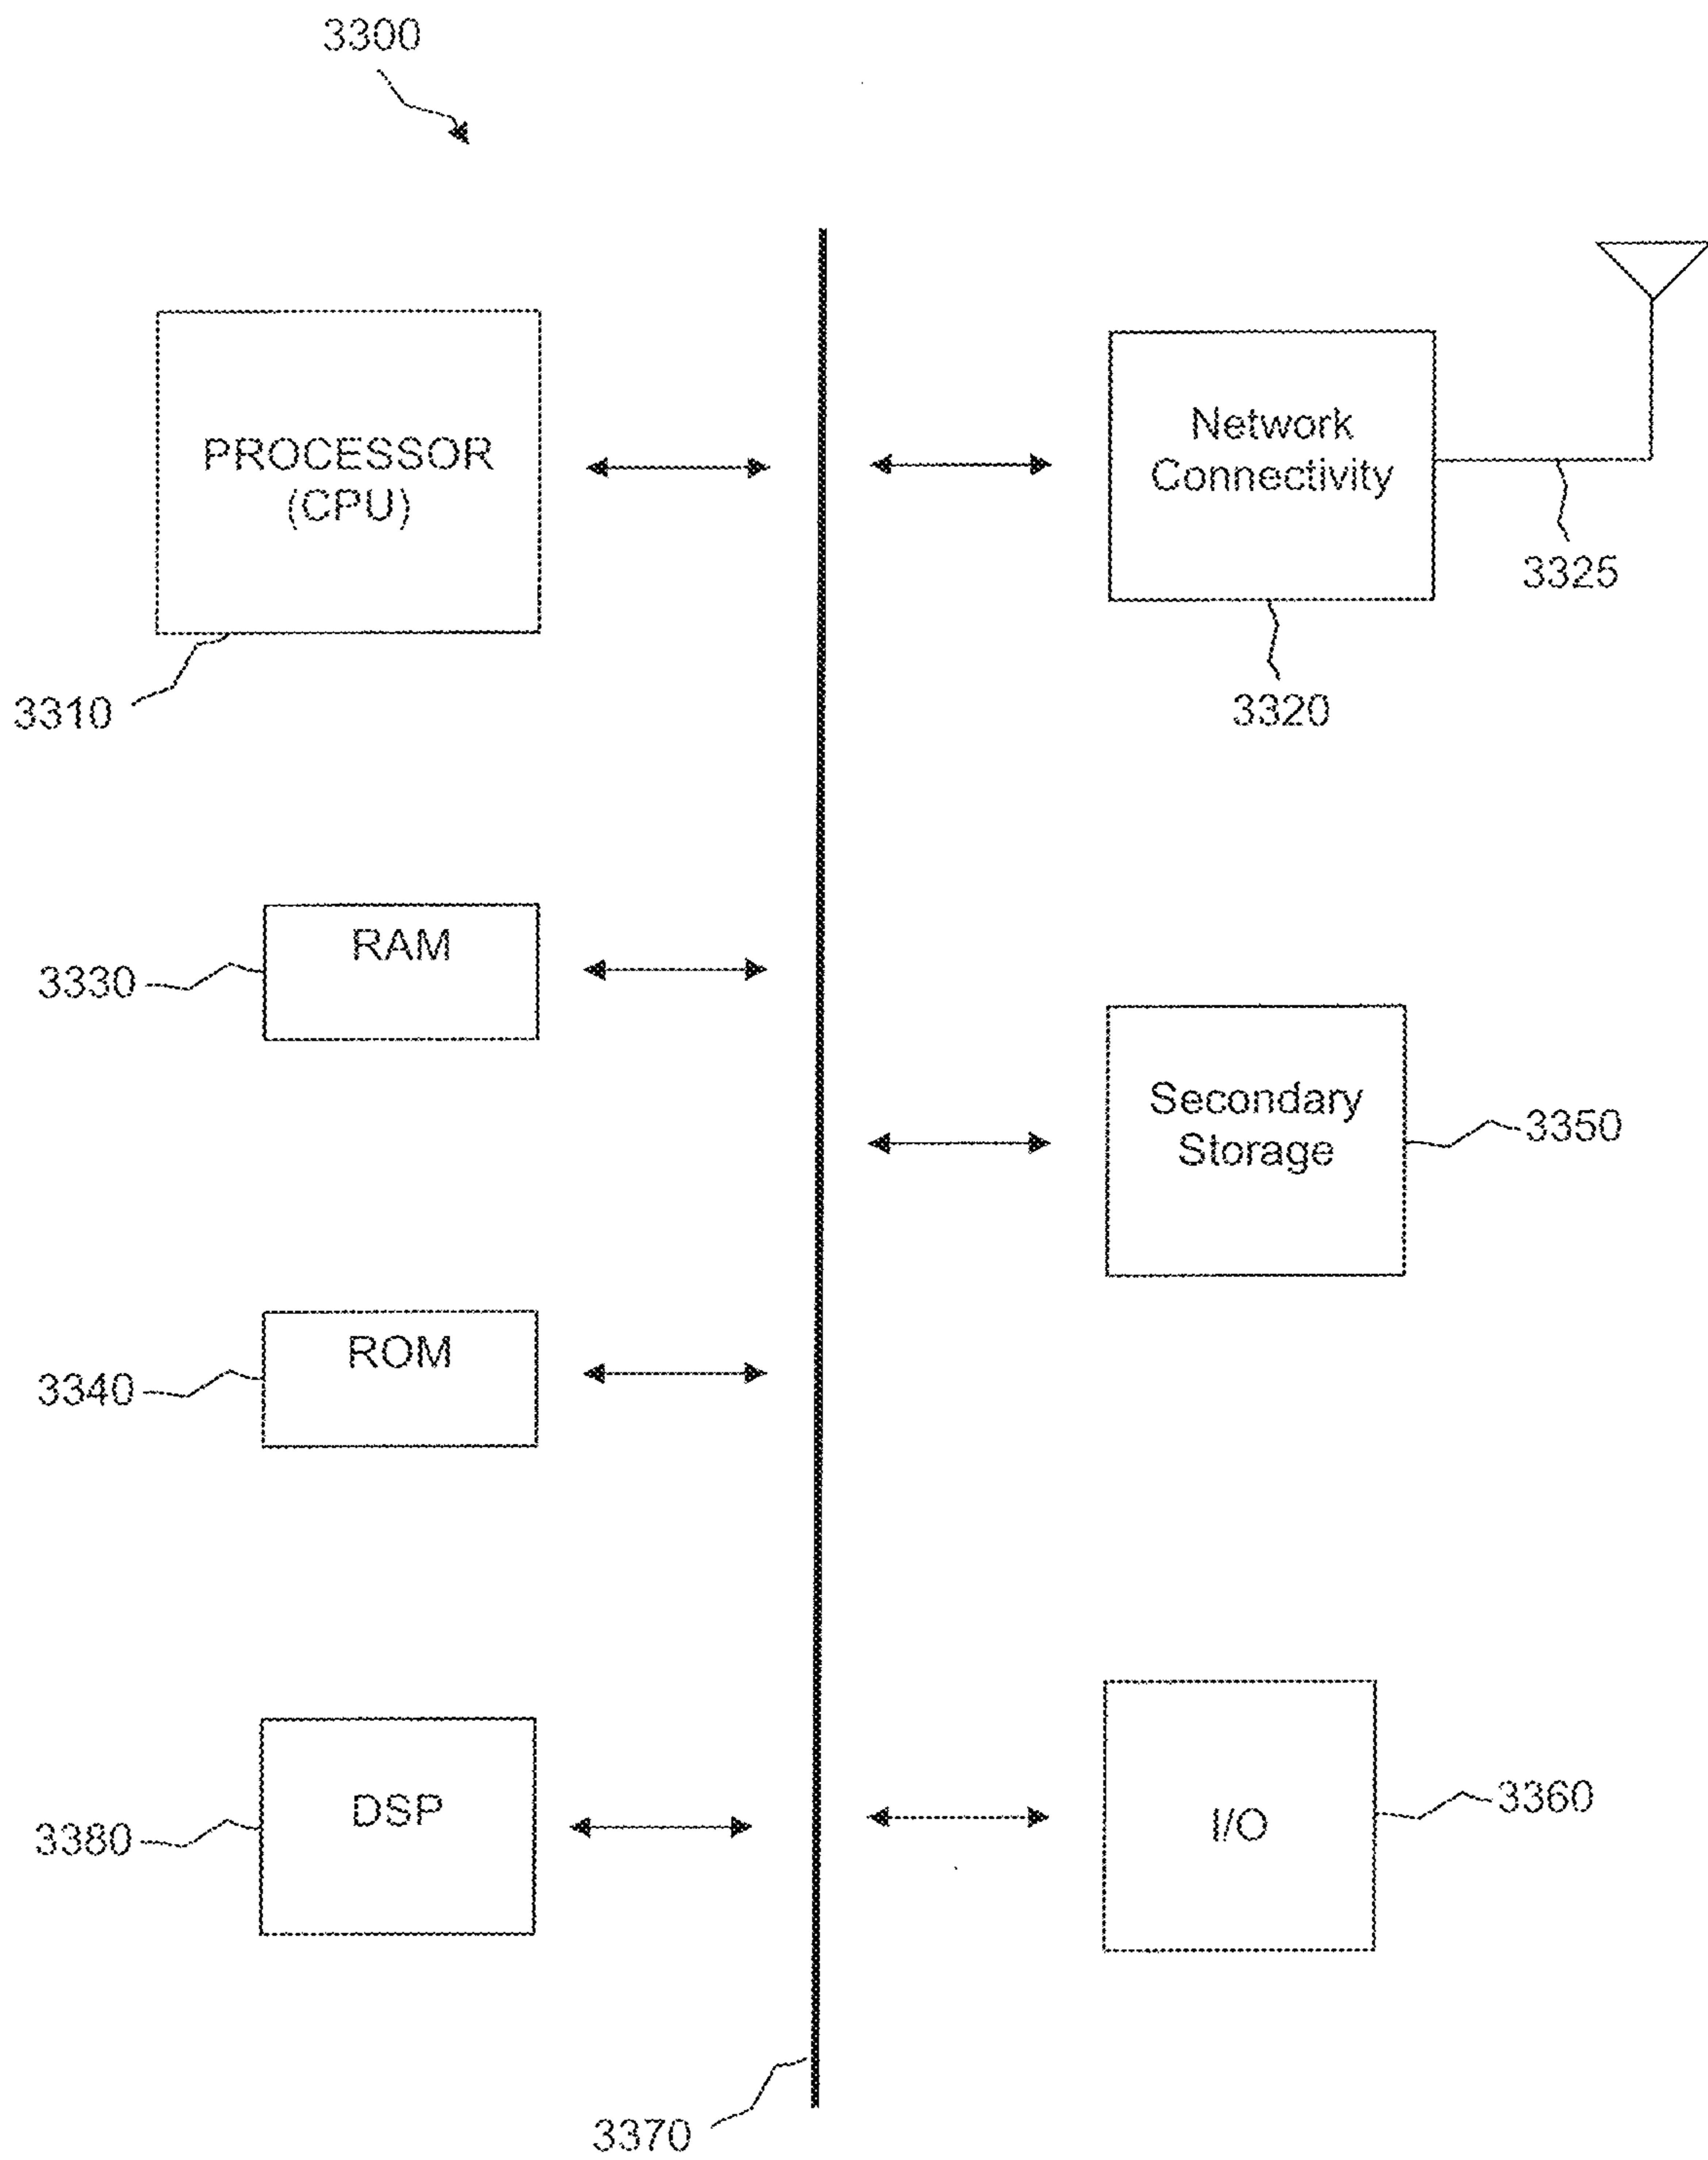 3300
PROCESSOR
(CPU)
3310
Network
Connectivity
3325
3320
RAM
3330
Secondary
Storage
3350
ROM
3340
DSP
3380
I/O
3360
3370